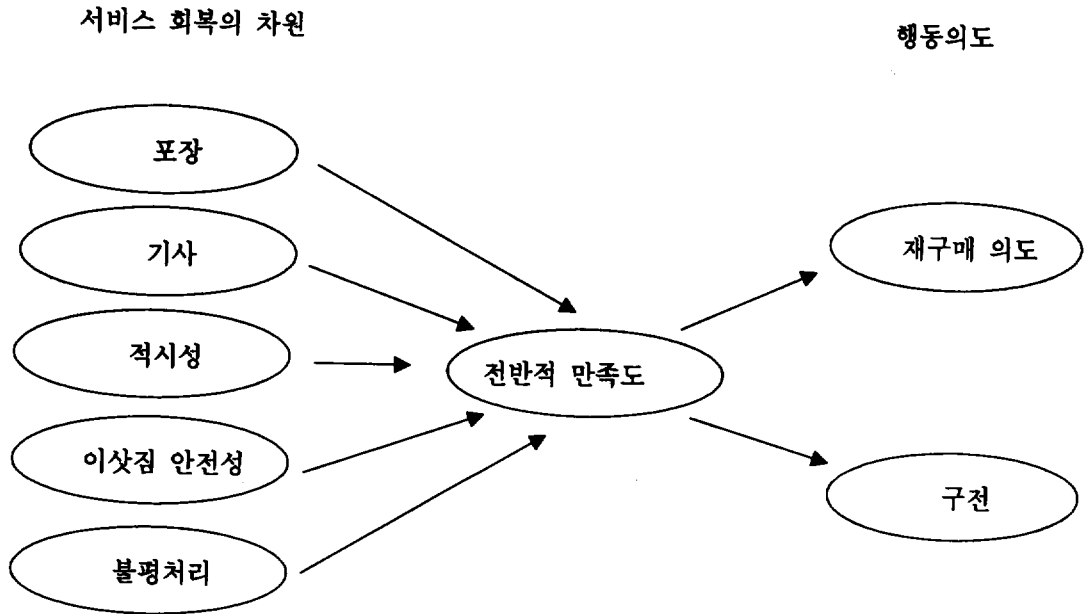 서비스 회복의 차원
행동의도
포장
기사
적시성
이삿짐 안전성
불평처리
전반적 만족도
재구매 의도
구전